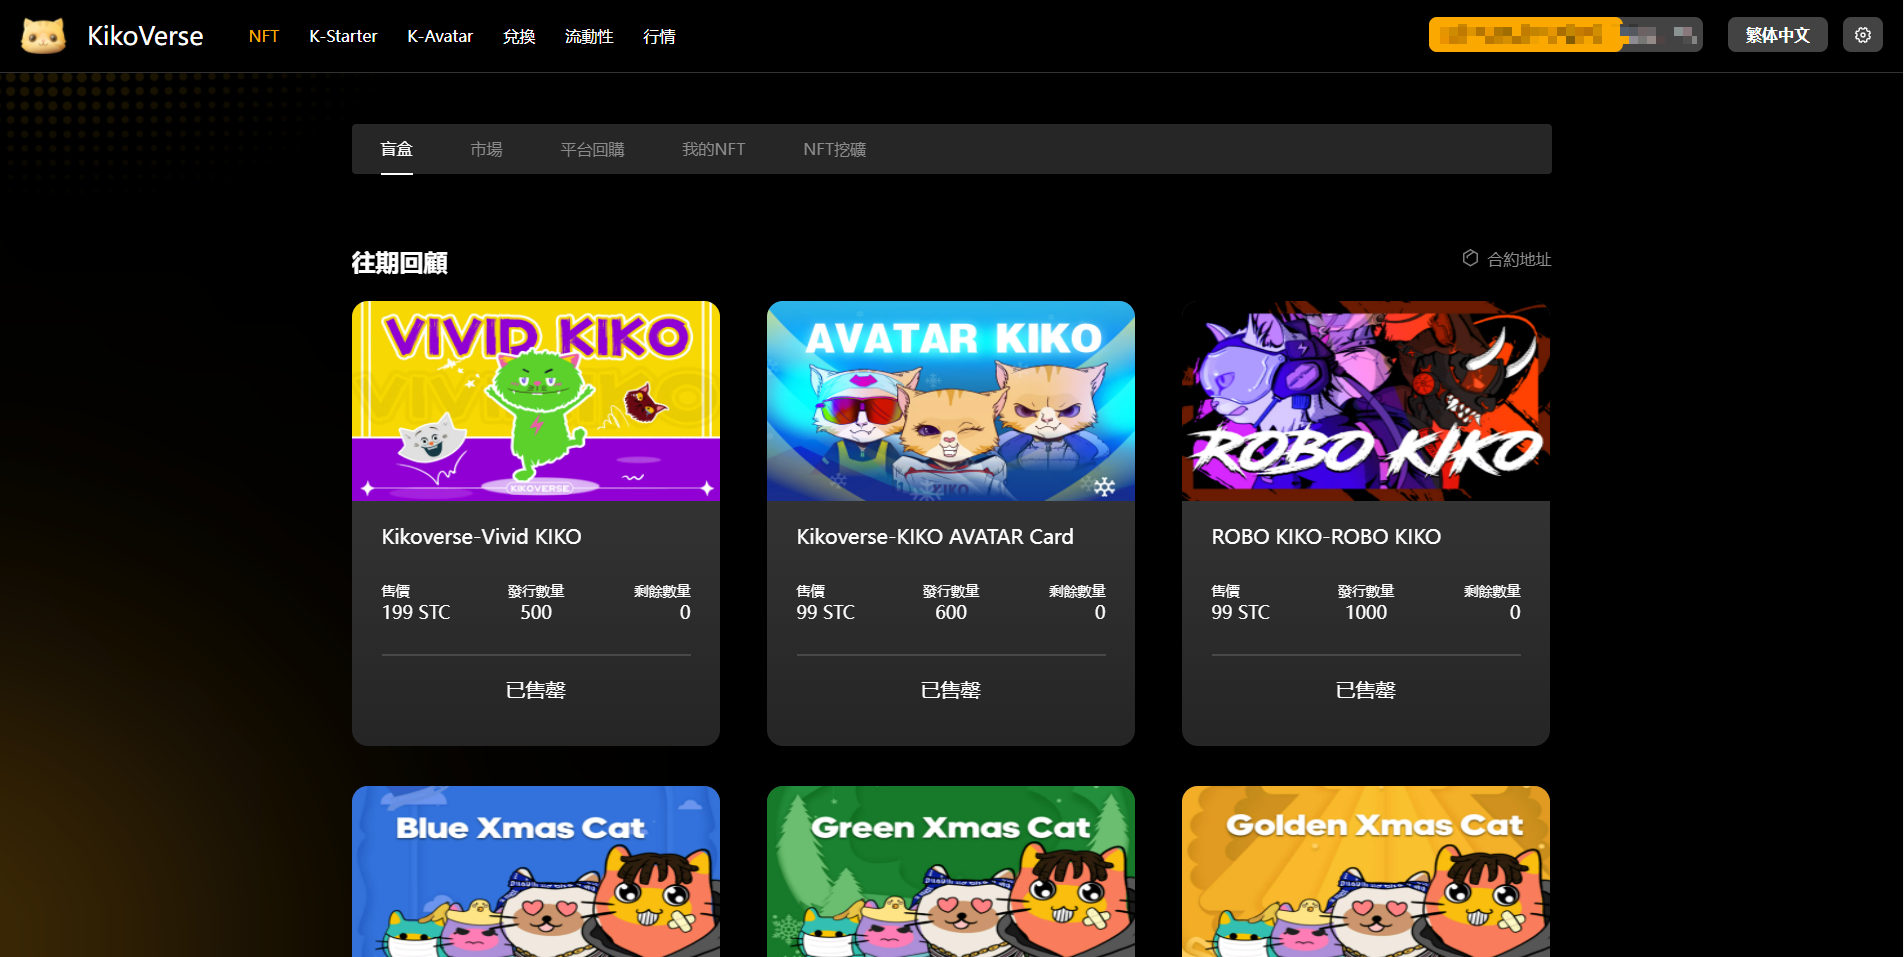 KikoVerse
NFT
K-Starter
K-Avatar
兌換
流動性
行情
繁体中文
盲盒
市場
平台回購
我的NFT
NFT挖礦
往期回顧
合約地址
VIVID KIKO
KIKOVERSE
AVATAR KIKO
KIKO
ROBO KIKO
Kikoverse-Vivid KIKO
售價
發行數量
剩餘數量
199 STC
500
0
已售罄
Kikoverse-KIKO AVATAR Card
售價
發行數量
剩餘數量
99 STC
600
0
已售罄
ROBO KIKO-ROBO KIKO
售價
發行數量
剩餘數量
99 STC
1000
0
已售罄
Blue Xmas Cat
Green Xmas Cat
Golden Xmas Cat